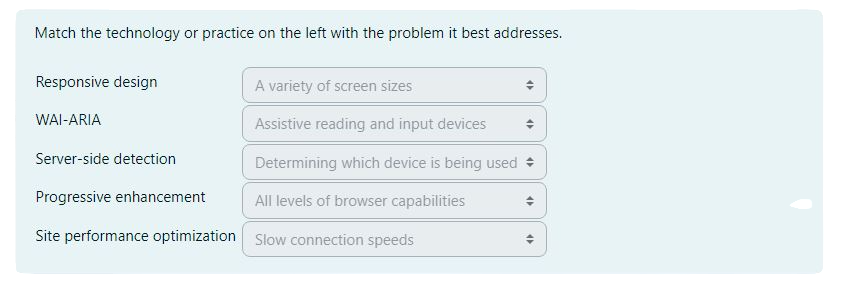 Match the technology or practice on the left with the problem it best addresses.
Responsive design A variety of screen sizes
WAI-ARIA Assistive reading and input devices
Server-side detection Determining which device is being used
Progressive enhancement All levels of browser capabilities
Site performance optimization Slow connection speeds